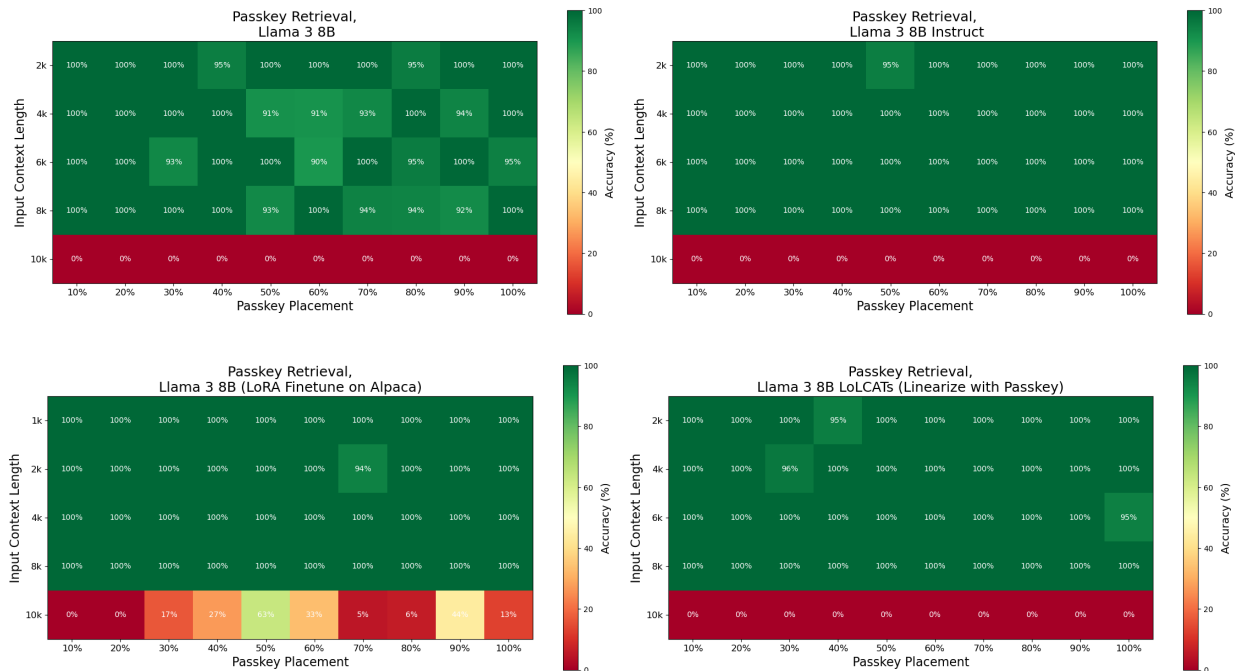 Passkey Retrieval,
Llama 3 8B
Input Context Length
2k 100% 100% 100% 95% 100% 100% 100% 95% 100% 100%
4k 100% 100% 100% 100% 91% 91% 93% 100% 94% 100%
6k 100% 100% 93% 100% 100% 90% 100% 95% 100% 95%
8k 100% 100% 100% 100% 93% 100% 94% 94% 92% 100%
10k 0% 0% 0% 0% 0% 0% 0% 0% 0% 0%
10% 20% 30% 40% 50% 60% 70% 80% 90% 100%
Passkey Placement
100
80
60
40
20
0
Accuracy (%)
Passkey Retrieval,
Llama 3 8B Instruct
Input Context Length
2k 100% 100% 100% 100% 95% 100% 100% 100% 100% 100%
4k 100% 100% 100% 100% 100% 100% 100% 100% 100% 100%
6k 100% 100% 100% 100% 100% 100% 100% 100% 100% 100%
8k 100% 100% 100% 100% 100% 100% 100% 100% 100% 100%
10k 0% 0% 0% 0% 0% 0% 0% 0% 0% 0%
10% 20% 30% 40% 50% 60% 70% 80% 90% 100%
Passkey Placement
100
80
60
40
20
0
Accuracy (%)
Passkey Retrieval,
Llama 3 8B (LoRA Finetune on Alpaca)
Input Context Length
1k 100% 100% 100% 100% 100% 100% 100% 100% 100% 100%
2k 100% 100% 100% 100% 100% 100% 94% 100% 100% 100%
4k 100% 100% 100% 100% 100% 100% 100% 100% 100% 100%
8k 100% 100% 100% 100% 100% 100% 100% 100% 100% 100%
10k 0% 0% 17% 27% 63% 33% 5% 6% 13%
10% 20% 30% 40% 50% 60% 70% 80% 90% 100%
Passkey Placement
100
80
60
40
20
0
Accuracy (%)
Passkey Retrieval,
Llama 3 8B LoLCATs (Linearize with Passkey)
Input Context Length
2k 100% 100% 100% 95% 100% 100% 100% 100% 100% 100%
4k 100% 100% 96% 100% 100% 100% 100% 100% 100% 100%
6k 100% 100% 100% 100% 100% 100% 100% 100% 100% 95%
8k 100% 100% 100% 100% 100% 100% 100% 100% 100% 100%
10k 0% 0% 0% 0% 0% 0% 0% 0% 0% 0%
10% 20% 30% 40% 50% 60% 70% 80% 90% 100%
Passkey Placement
100
80
60
40
20
0
Accuracy (%)